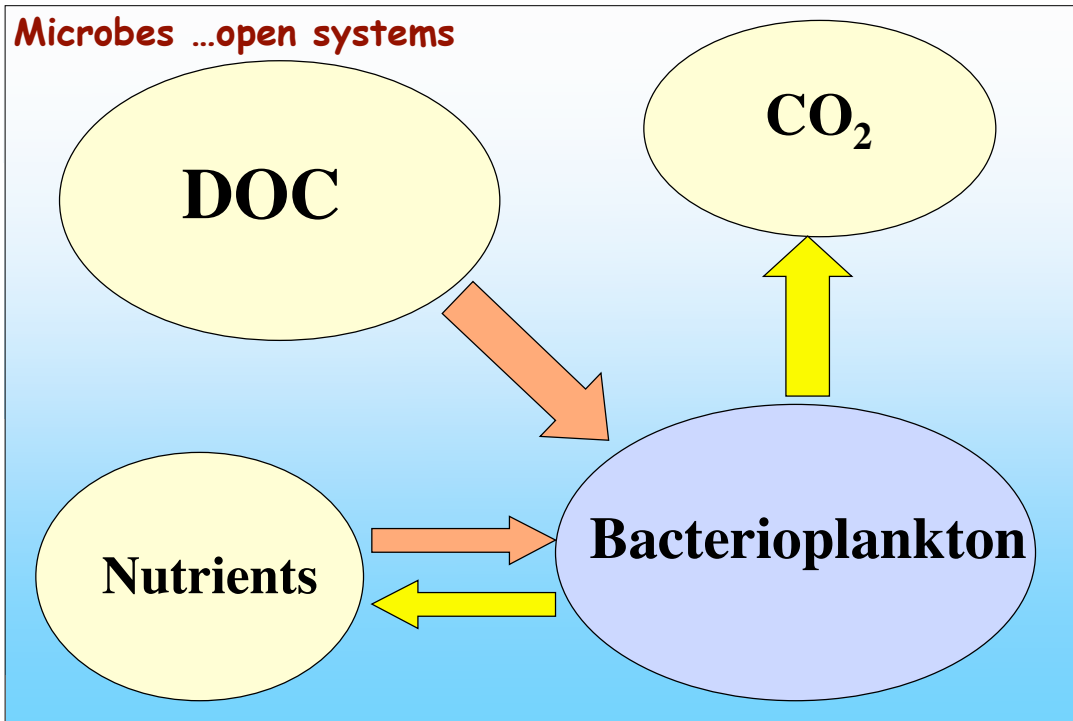 Microbes ...open systems
DOC
CO₂
Nutrients
Bacterioplankton